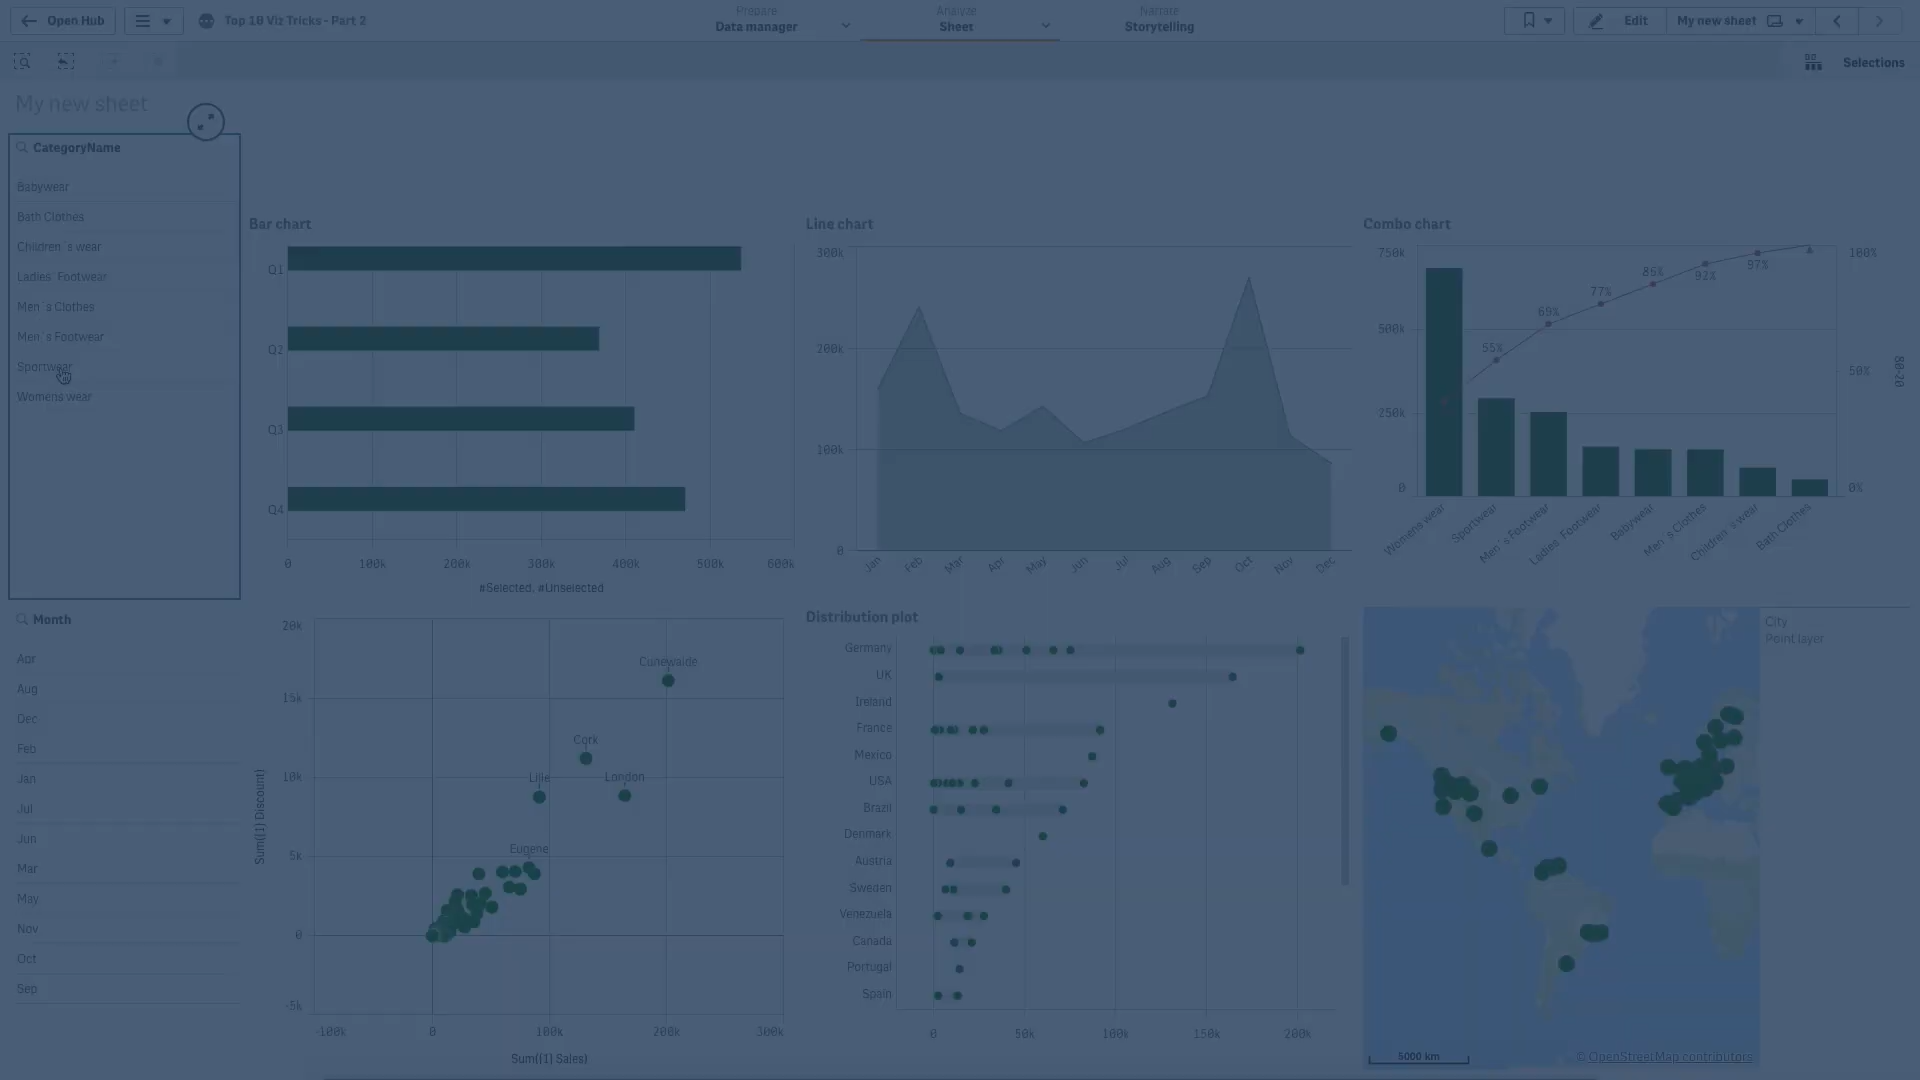 Open Hub
Top 10 Viz Tricks - Part 2
Prepare
Data manager
Analyze
Sheet
Narrate
Storytelling
Edit
My new sheet
Selections
My new sheet
CategoryName
Babywear
Bath Clothes
Children´s wear
Ladies´Footwear
Men´s Clothes
Men´s Footwear
Sportwear
Womens wear
Bar chart
Q1
Q2
Q3
Q4
0 100k 200k 300k 400k 500k 600k
#Selected, #Unselected
Line chart
300k
200k
100k
0
Jan Feb Mar Apr May Jun Jul Aug Sep Oct Nov Dec
Combo chart
750k
500k
250k
0
55%
69%
77%
86%
92%
97%
100%
50%
0%
80-20
Womens wear
Sportwear
Men´s Footwear
Ladies´Footwear
Babywear
Men´s Clothes
Children´s wear
Bath Clothes
Month
Apr
Aug
Dec
Feb
Jan
Jul
Jun
Mar
May
Nov
Oct
Sep
20k
15k
10k
5k
0
-5k
Sum({1} Discount)
Cunewalde
Cork
Lille
London
Eugene
-100k 0 100k 200k 300k
Sum({1} Sales)
Distribution plot
Germany
UK
Ireland
France
Mexico
USA
Brazil
Denmark
Austria
Sweden
Venezuela
Canada
Portugal
Spain
0 50k 100k 150k 200k
City
Point layer
5000 km
© OpenStreetMap contributors